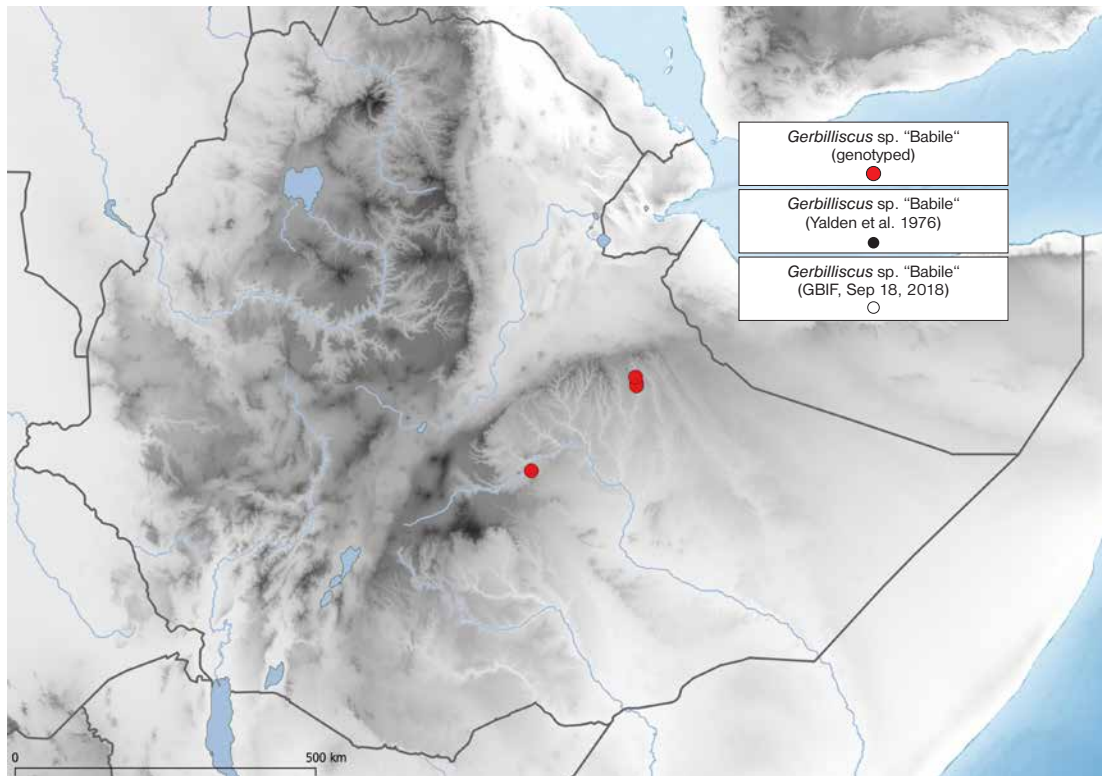 Gerbilliscus sp. “Babile“
(genotyped)
Gerbilliscus sp. “Babile“
(Yalden et al. 1976)
Gerbilliscus sp. “Babile“
(GBIF, Sep 18, 2018)
0 500 km